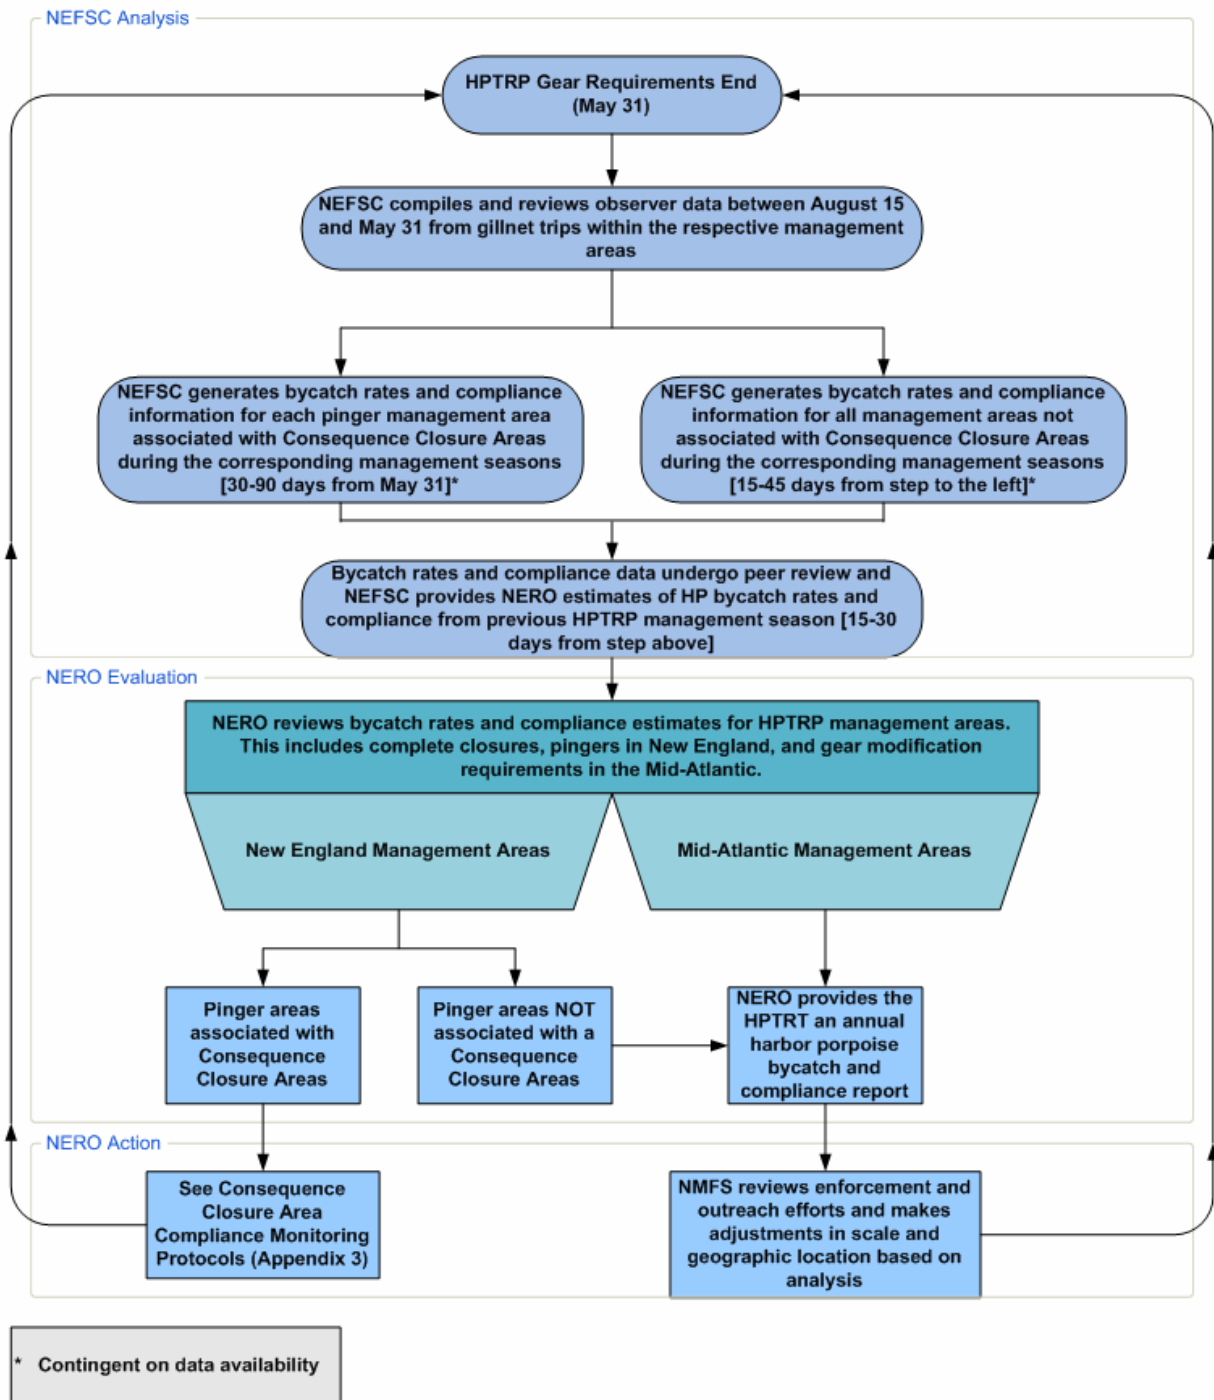 NEFSC Analysis
HPTRP Gear Requirements End
(May 31)
NEFSC compiles and reviews observer data between August 15
and May 31 from gillnet trips within the respective management
areas
NEFSC generates bycatch rates and compliance
information for each pinger management area
associated with Consequence Closure Areas
during the corresponding management seasons
[30-90 days from May 31]*
NEFSC generates bycatch rates and compliance
information for all management areas not
associated with Consequence Closure Areas
during the corresponding management seasons
[15-45 days from step to the left]*
Bycatch rates and compliance data undergo peer review and
NEFSC provides NERO estimates of HP bycatch rates and
compliance from previous HPTRP management season [15-30
days from step above]
NERO Evaluation
NERO reviews bycatch rates and compliance estimates for HPTRP management areas.
This includes complete closures, pingers in New England, and gear modification
requirements in the Mid-Atlantic.
New England Management Areas
Mid-Atlantic Management Areas
Pinger areas
associated with
Consequence
Closure Areas
Pinger areas NOT
associated with a
Consequence
Closure Areas
NERO provides the
HPTRT an annual
harbor porpoise
bycatch and
compliance report
NERO Action
See Consequence
Closure Area
Compliance Monitoring
Protocols (Appendix 3)
NMFS reviews enforcement and
outreach efforts and makes
adjustments in scale and
geographic location based on
analysis
* Contingent on data availability